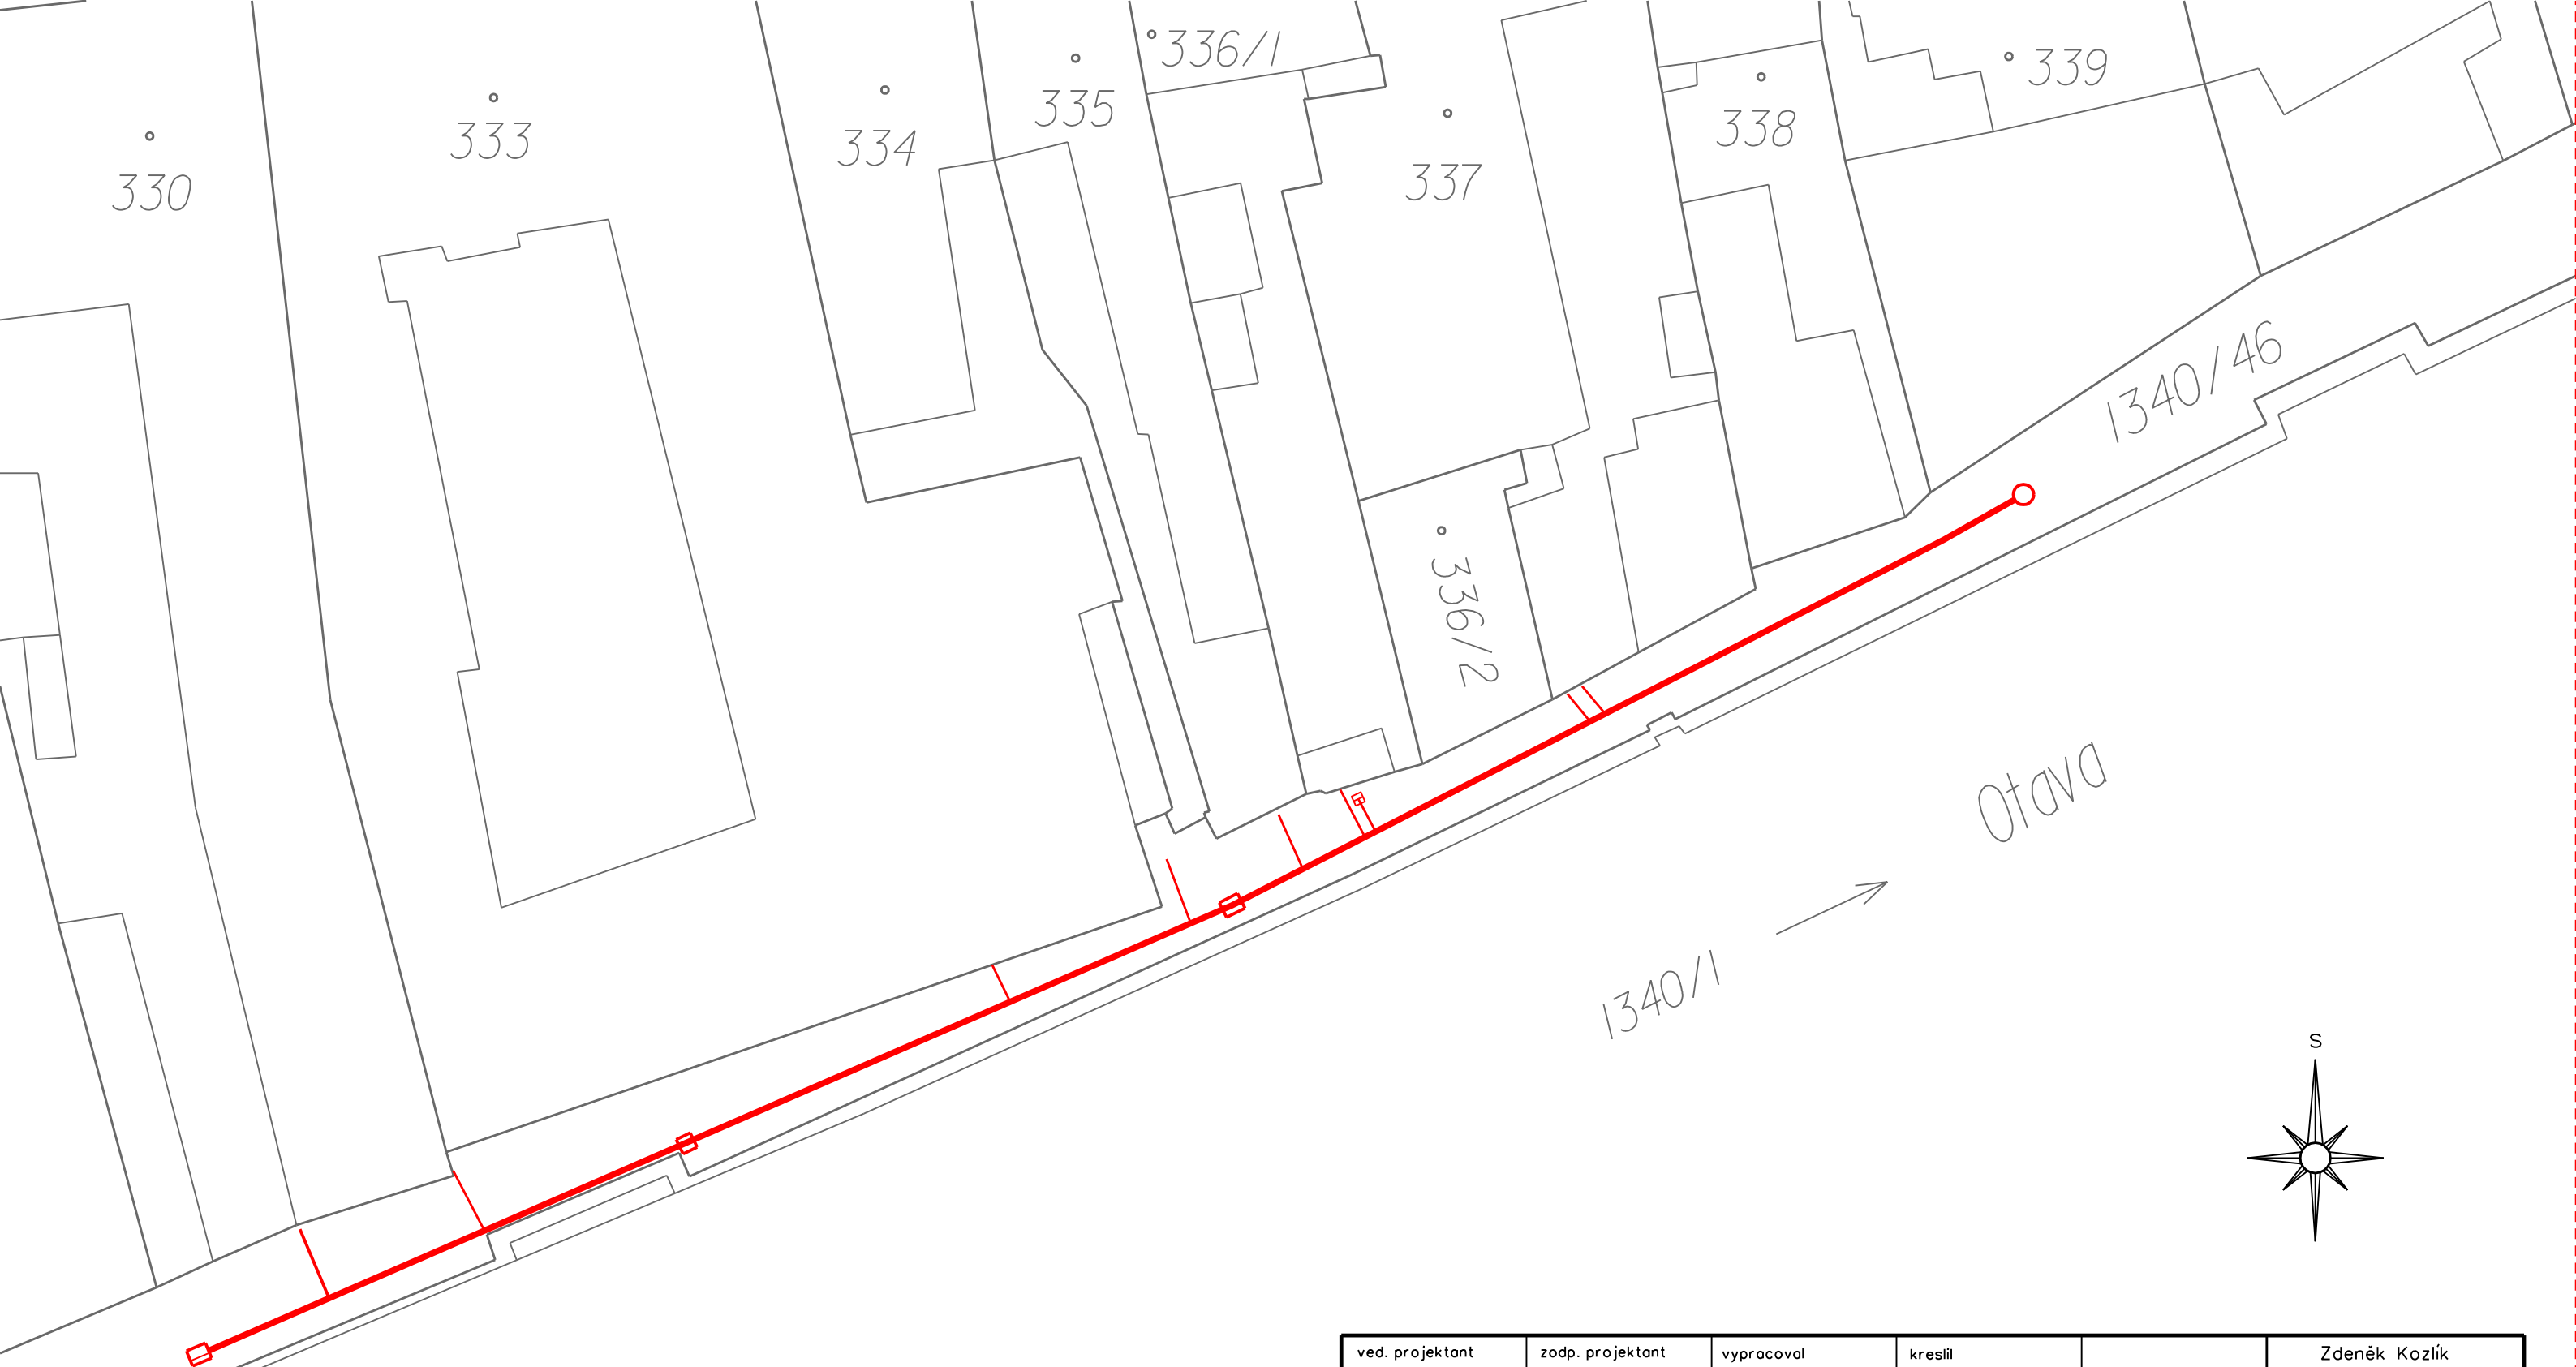 336/1
339
335
338
333
334
337
330
1340/46
336/2
Otava
1340/1
S
ved. projektant
zodp. projektant
vypracoval
kreslil
Zdeněk Kozlík